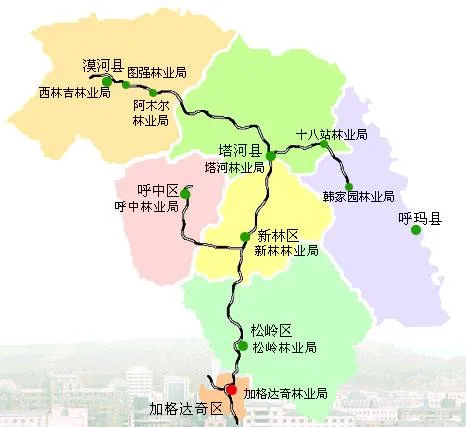 漠河县
图强林业局
西林吉林业局
阿木尔
林业局
十八站林业局
塔河县
塔河林业局
呼中区
呼中林业局
韩家园林业局
呼玛县
新林区
新林林业局
松岭区
松岭林业局
加格达奇林业局
加格达奇区